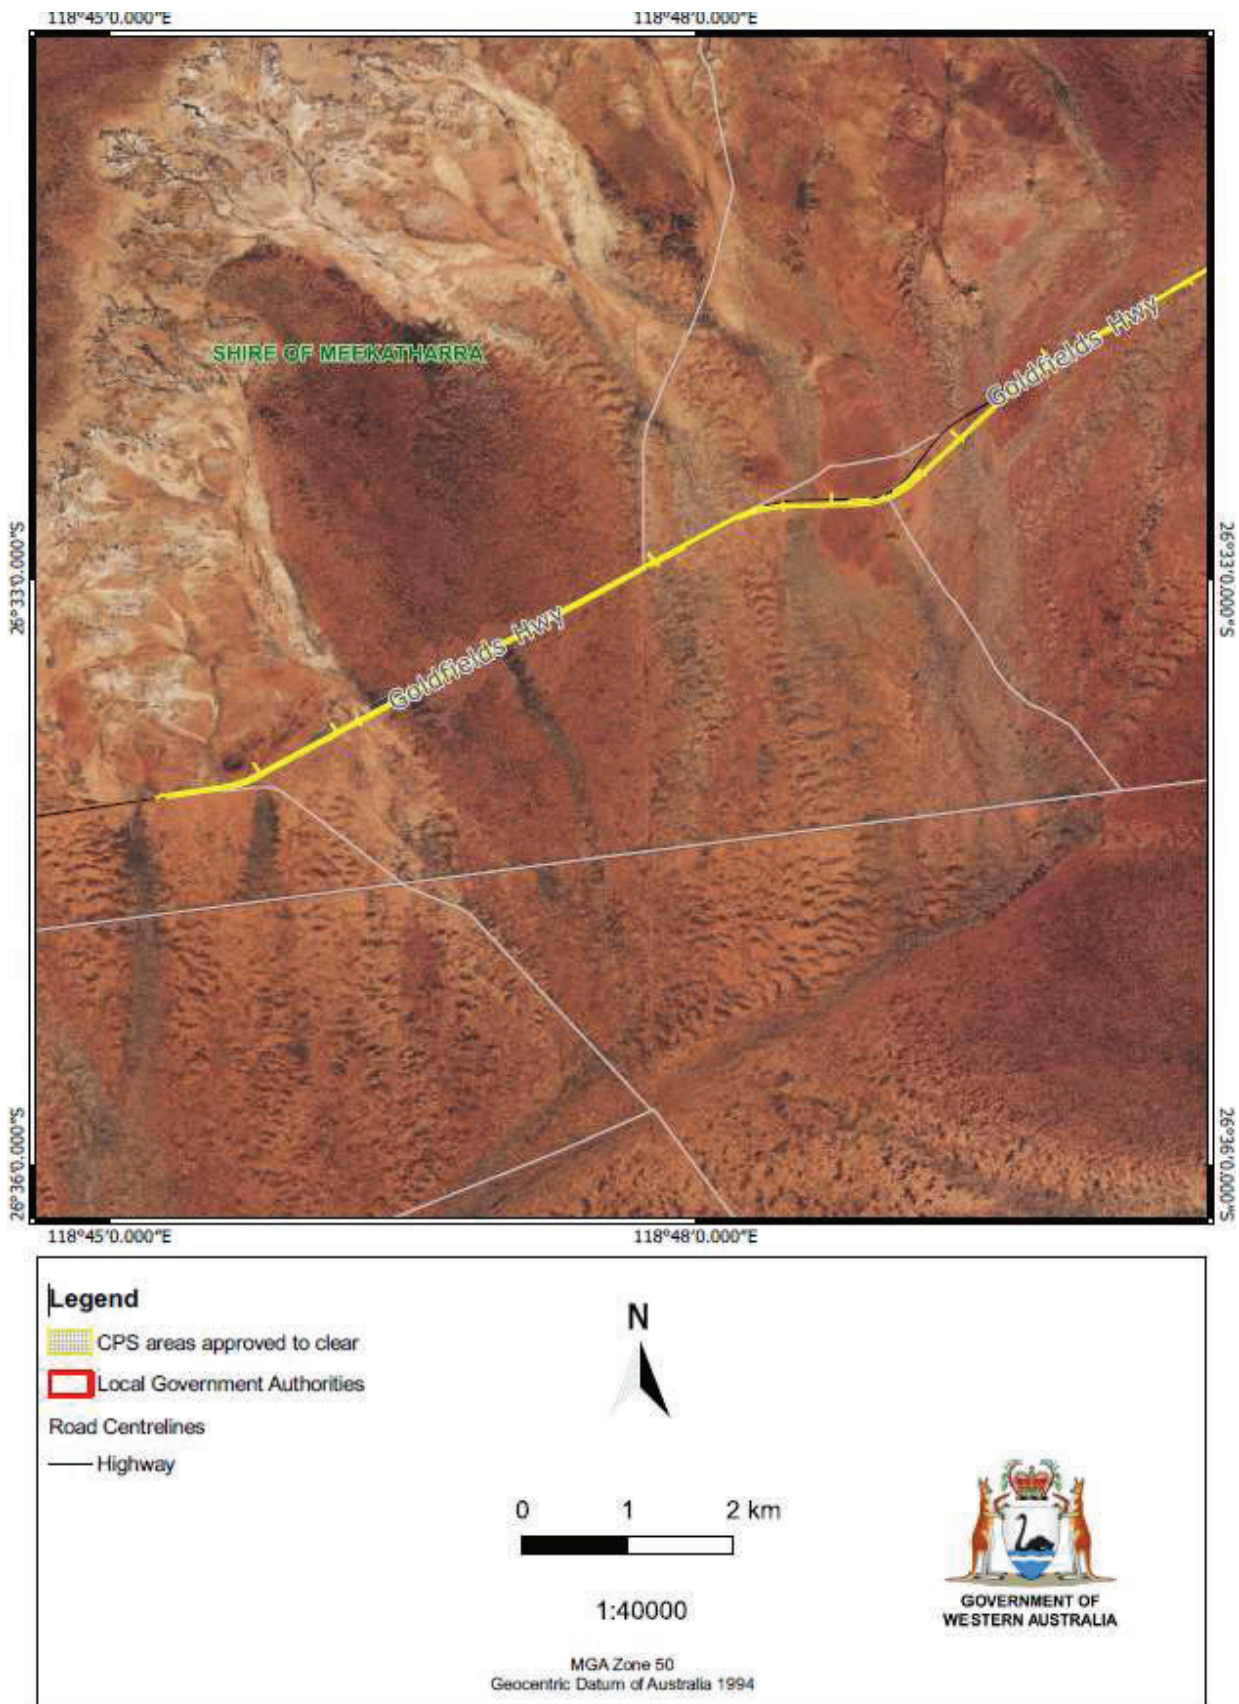 118°45'0.000"E
118°48'0.000"E
SHIRE OF MEEKATHARRA
Goldfields Hwy
26°33'0.000"S
26°33'0.000"S
Goldfields Hwy
26°36'0.000"S
26°36'0.000"S
118°45'0.000"E
118°48'0.000"E
Legend
CPS areas approved to clear
Local Government Authorities
Road Centrelines
Highway
N
0 1 2 km
1:40000
MGA Zone 50
Geocentric Datum of Australia 1994
GOVERNMENT OF
WESTERN AUSTRALIA